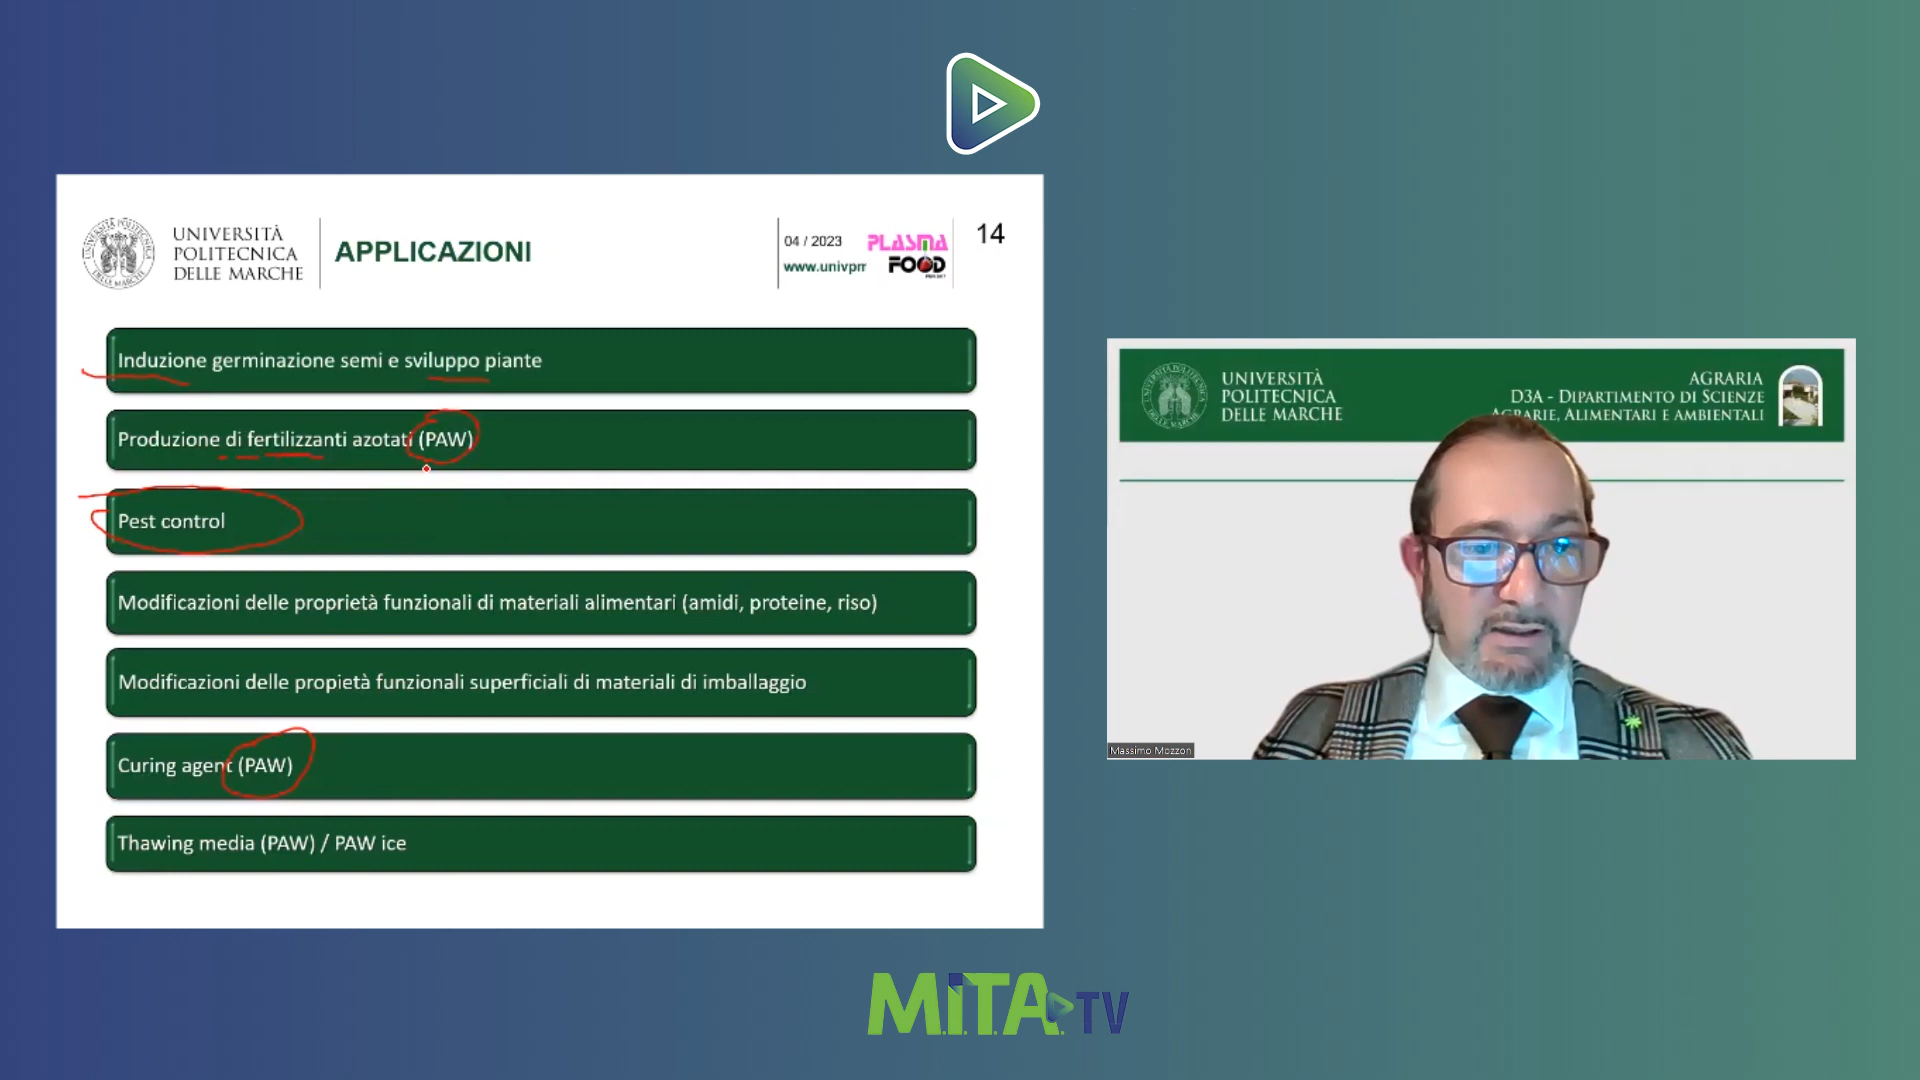 UNIVERSITÀ
POLITECNICA
DELLE MARCHE
APPLICAZIONI
04 / 2023
www.univpm
PLASMA
FOOD
14
Induzione germinazione semi e sviluppo piante
Produzione di fertilizzanti azotati (PAW)
Pest control
Modificazioni delle proprietà funzionali di materiali alimentari (amidi, proteine, riso)
Modificazioni delle propietà funzionali superficiali di materiali di imballaggio
Curing agent (PAW)
Thawing media (PAW) / PAW ice
UNIVERSITÀ
POLITECNICA
DELLE MARCHE
AGRARIA
D3A - DIPARTIMENTO DI SCIENZE
AGRARIE, ALIMENTARI E AMBIENTALI
Massimo Mozzon
M.I.T.A. TV